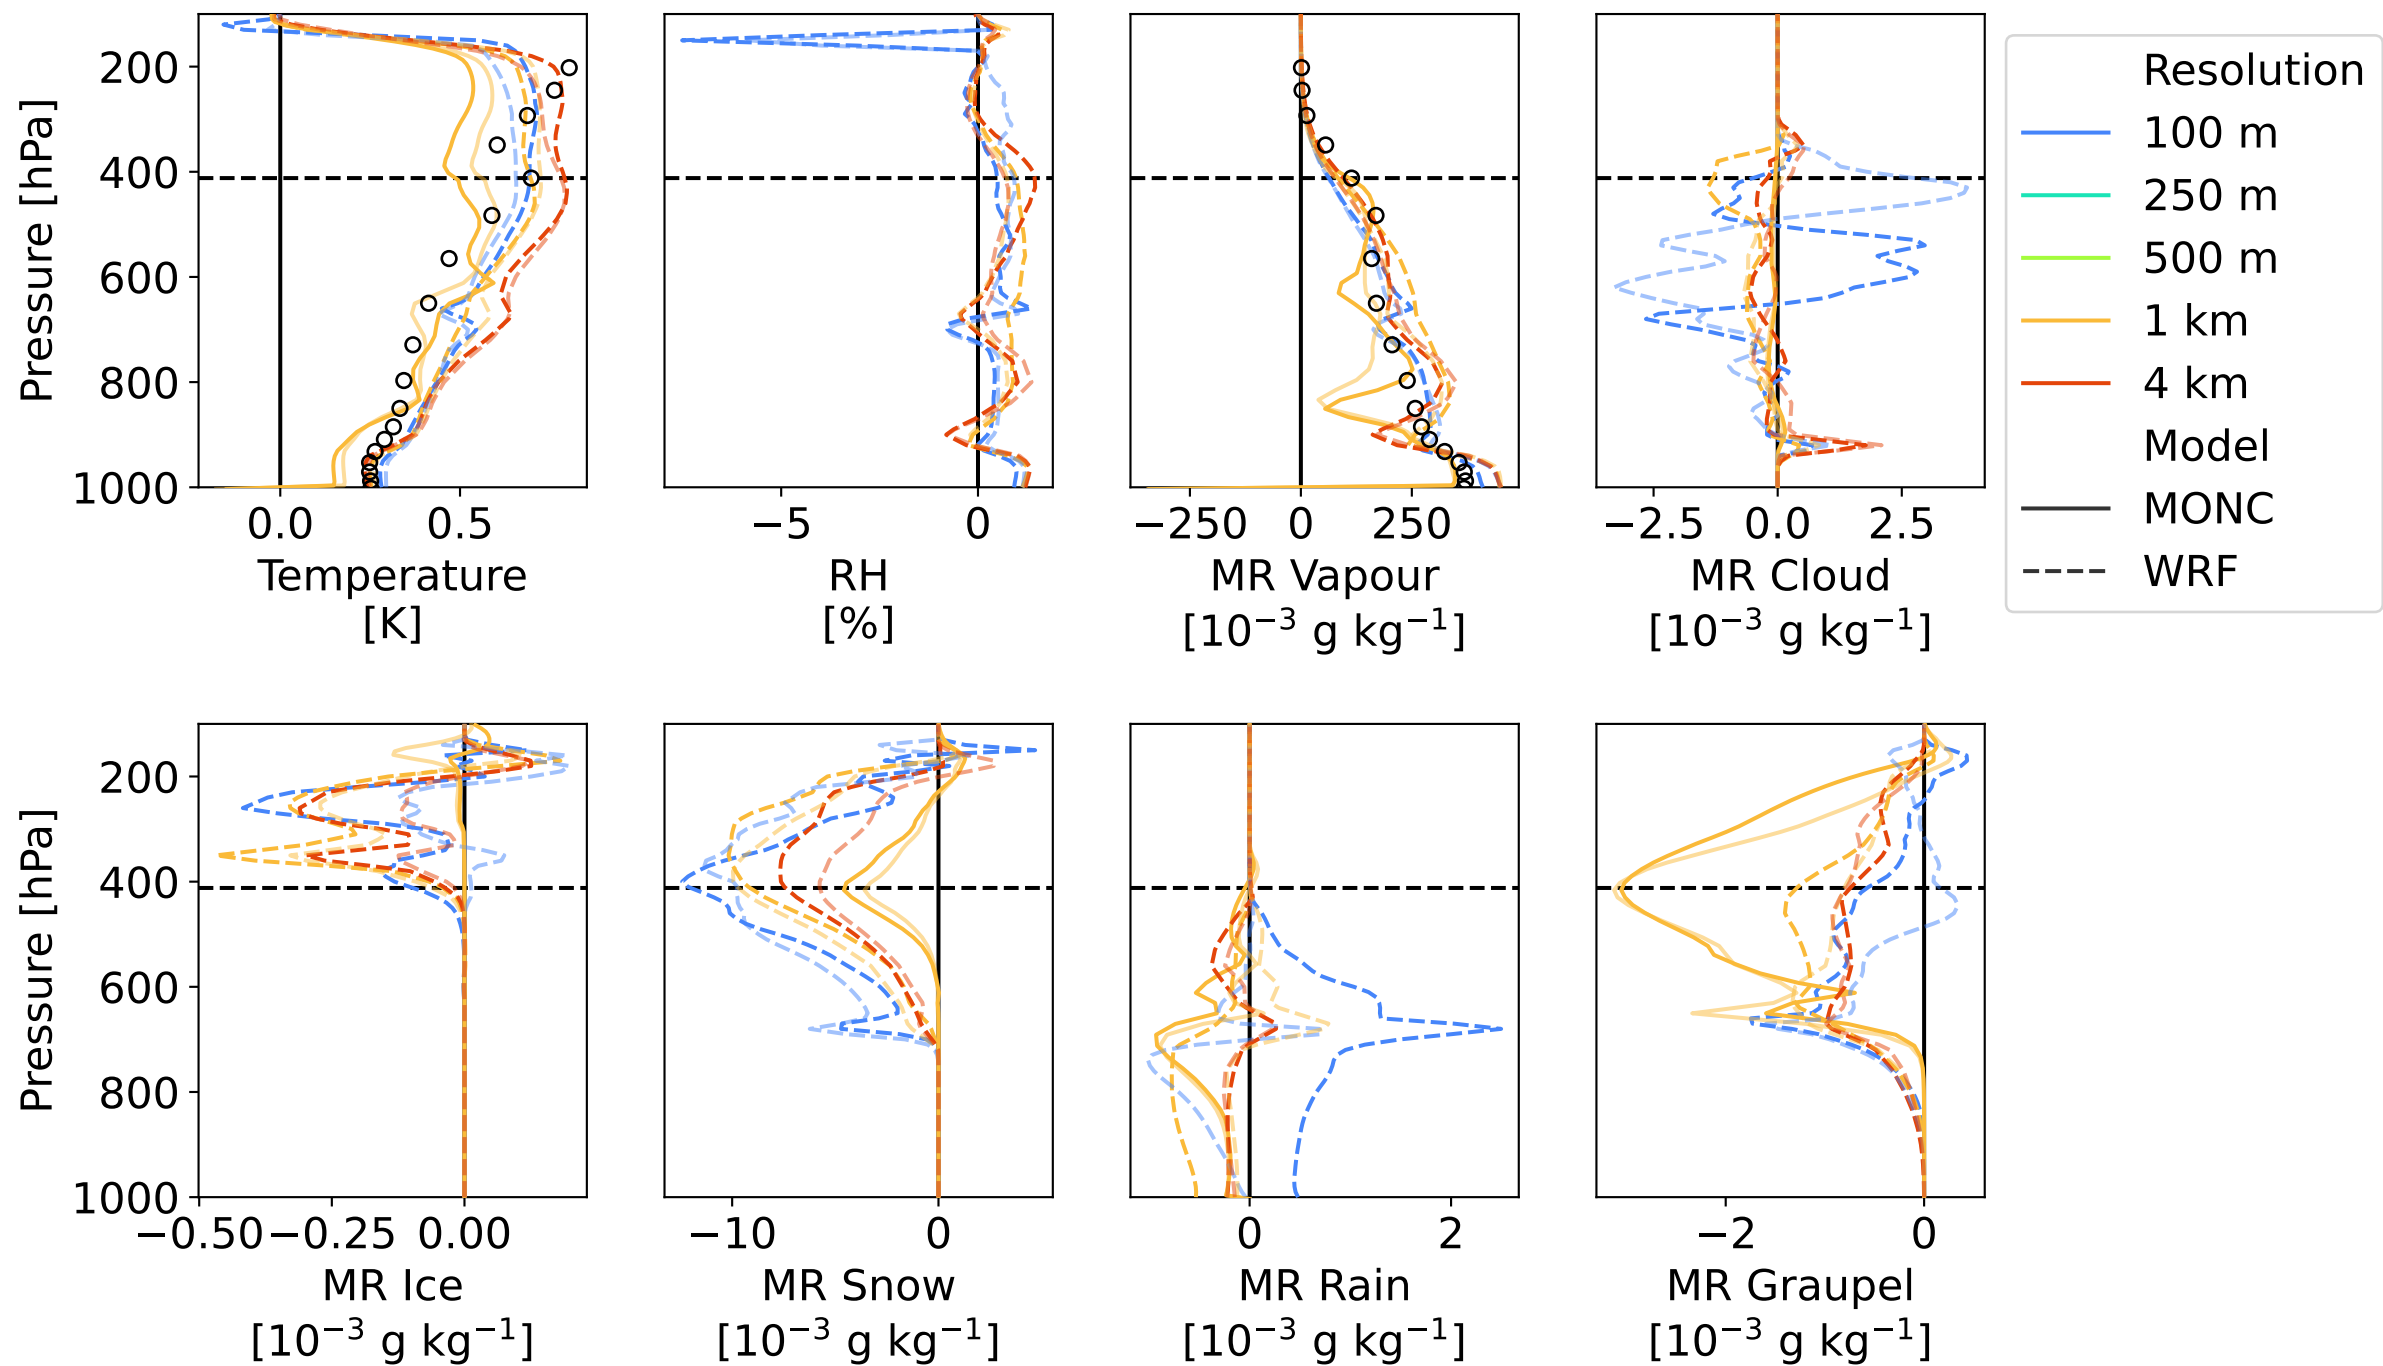 Pressure [hPa]
200
400
600
800
1000
0.0 0.5
Temperature
[K]
−5 0
RH
[%]
−250 0 250
MR Vapour
[10⁻³ g kg⁻¹]
−2.5 0.0 2.5
MR Cloud
[10⁻³ g kg⁻¹]
Resolution
100 m
250 m
500 m
1 km
4 km
Model
MONC
WRF
Pressure [hPa]
200
400
600
800
1000
−0.50 −0.25 0.00
MR Ice
[10⁻³ g kg⁻¹]
−10 0
MR Snow
[10⁻³ g kg⁻¹]
0 2
MR Rain
[10⁻³ g kg⁻¹]
−2 0
MR Graupel
[10⁻³ g kg⁻¹]